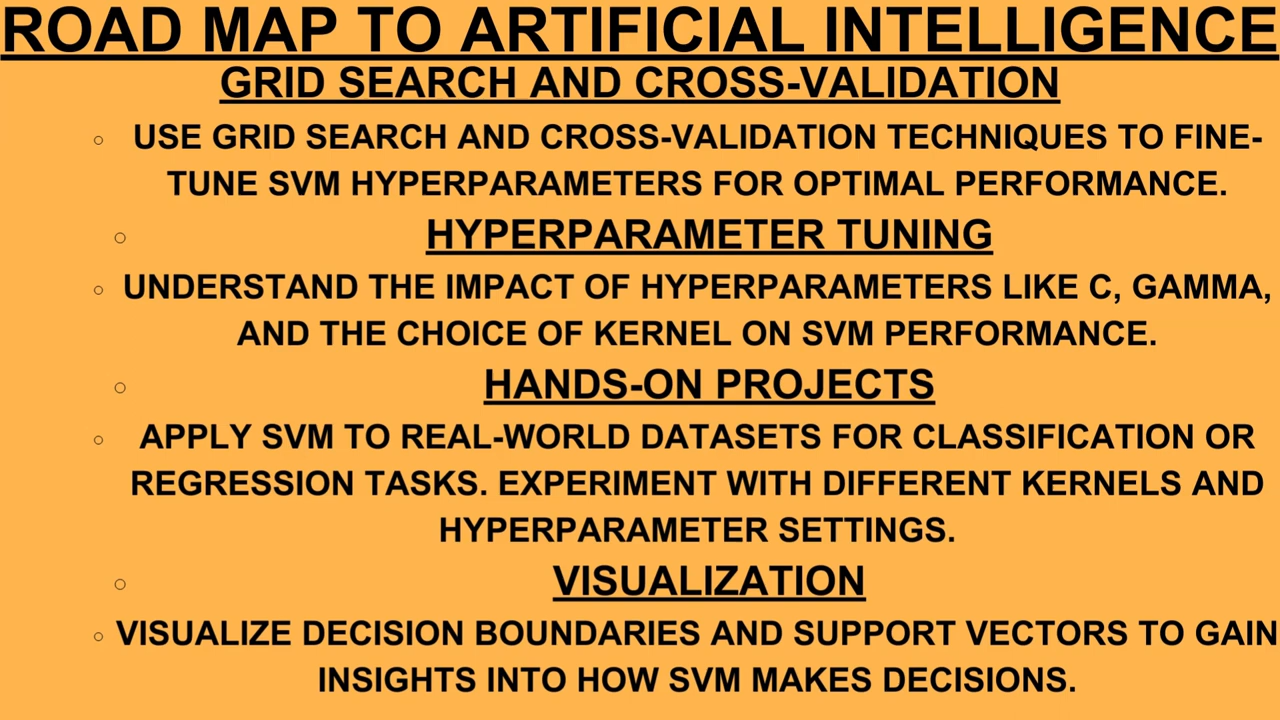 ROAD MAP TO ARTIFICIAL INTELLIGENCE
GRID SEARCH AND CROSS-VALIDATION
USE GRID SEARCH AND CROSS-VALIDATION TECHNIQUES TO FINE-
TUNE SVM HYPERPARAMETERS FOR OPTIMAL PERFORMANCE.
HYPERPARAMETER TUNING
UNDERSTAND THE IMPACT OF HYPERPARAMETERS LIKE C, GAMMA,
AND THE CHOICE OF KERNEL ON SVM PERFORMANCE.
HANDS-ON PROJECTS
APPLY SVM TO REAL-WORLD DATASETS FOR CLASSIFICATION OR
REGRESSION TASKS. EXPERIMENT WITH DIFFERENT KERNELS AND
HYPERPARAMETER SETTINGS.
VISUALIZATION
VISUALIZE DECISION BOUNDARIES AND SUPPORT VECTORS TO GAIN
INSIGHTS INTO HOW SVM MAKES DECISIONS.